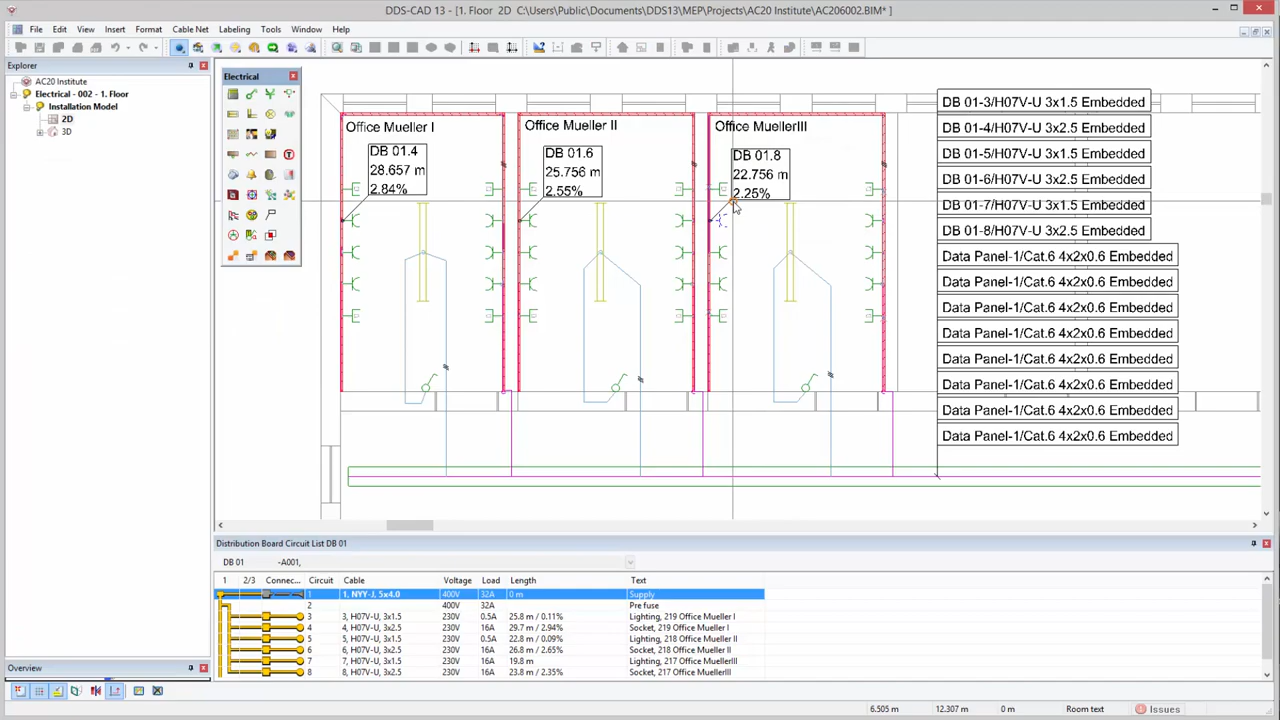 DDS-CAD 13 - [1. Floor 2D C:\Users\Public\Documents\DDS13\MEP\Projects\AC20 Institute\AC206002.BIM* ]
File Edit View Insert Format Cable Net Labeling Tools Window Help
Explorer
AC20 Institute
Electrical - 002 - 1. Floor
Installation Model
2D
3D
Electrical
Office Mueller I
DB 01.4
28.657 m
2.84%
Office Mueller II
DB 01.6
25.756 m
2.55%
Office MuellerIII
DB 01.8
22.756 m
2.25%
DB 01-3/H07V-U 3x1.5 Embedded
DB 01-4/H07V-U 3x2.5 Embedded
DB 01-5/H07V-U 3x1.5 Embedded
DB 01-6/H07V-U 3x2.5 Embedded
DB 01-7/H07V-U 3x1.5 Embedded
DB 01-8/H07V-U 3x2.5 Embedded
Data Panel-1/Cat.6 4x2x0.6 Embedded
Data Panel-1/Cat.6 4x2x0.6 Embedded
Data Panel-1/Cat.6 4x2x0.6 Embedded
Data Panel-1/Cat.6 4x2x0.6 Embedded
Data Panel-1/Cat.6 4x2x0.6 Embedded
Data Panel-1/Cat.6 4x2x0.6 Embedded
Data Panel-1/Cat.6 4x2x0.6 Embedded
Data Panel-1/Cat.6 4x2x0.6 Embedded
Distribution Board Circuit List DB 01
DB 01 -A001,
1 2/3 Connec... Circuit Cable Voltage Load Length Text
1 1, NYY-J, 5x4.0 400V 32A 0 m Supply
2 400V 32A Pre fuse
3 3, H07V-U, 3x1.5 230V 0.5A 25.8 m / 0.11% Lighting, 219 Office Mueller I
4 4, H07V-U, 3x2.5 230V 16A 29.7 m / 2.94% Socket, 219 Office Mueller I
5 5, H07V-U, 3x1.5 230V 0.5A 22.8 m / 0.09% Lighting, 218 Office Mueller II
6 6, H07V-U, 3x2.5 230V 16A 26.8 m / 2.65% Socket, 218 Office Mueller II
7 7, H07V-U, 3x1.5 230V 16A 19.8 m Lighting, 217 Office MuellerIII
8 8, H07V-U, 3x2.5 230V 16A 23.8 m / 2.35% Socket, 217 Office MuellerIII
Overview
6.505 m 12.307 m 0 m Room text Issues